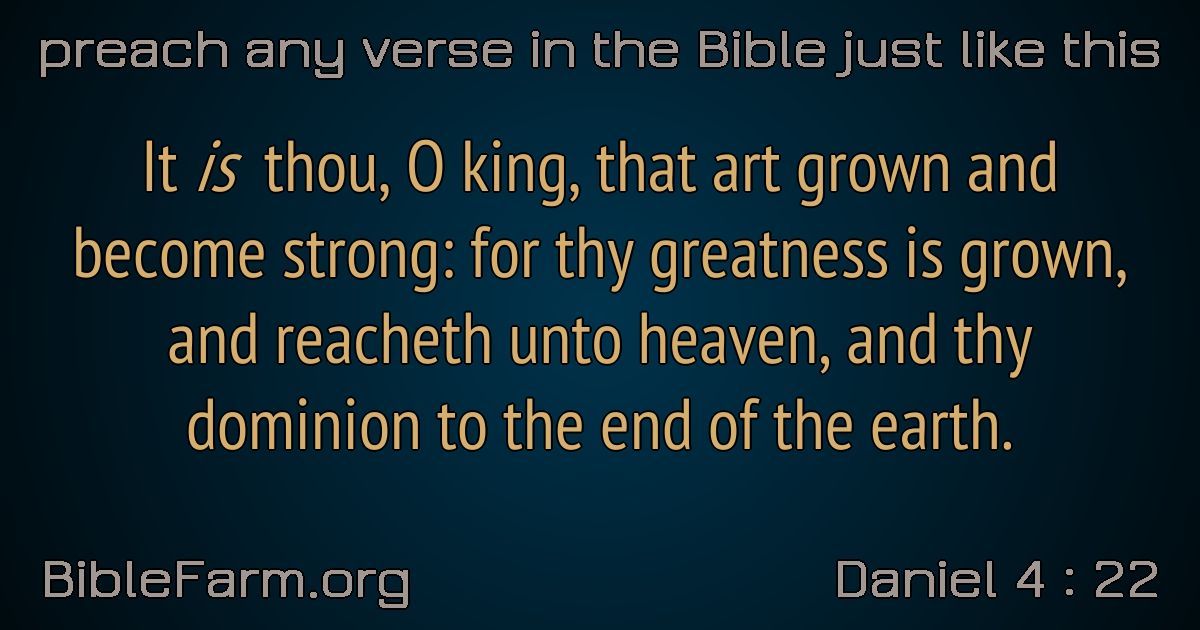 preach any verse in the Bible just like this
It is thou, O king, that art grown and
become strong: for thy greatness is grown,
and reacheth unto heaven, and thy
dominion to the end of the earth.
BibleFarm.org
Daniel 4 : 22